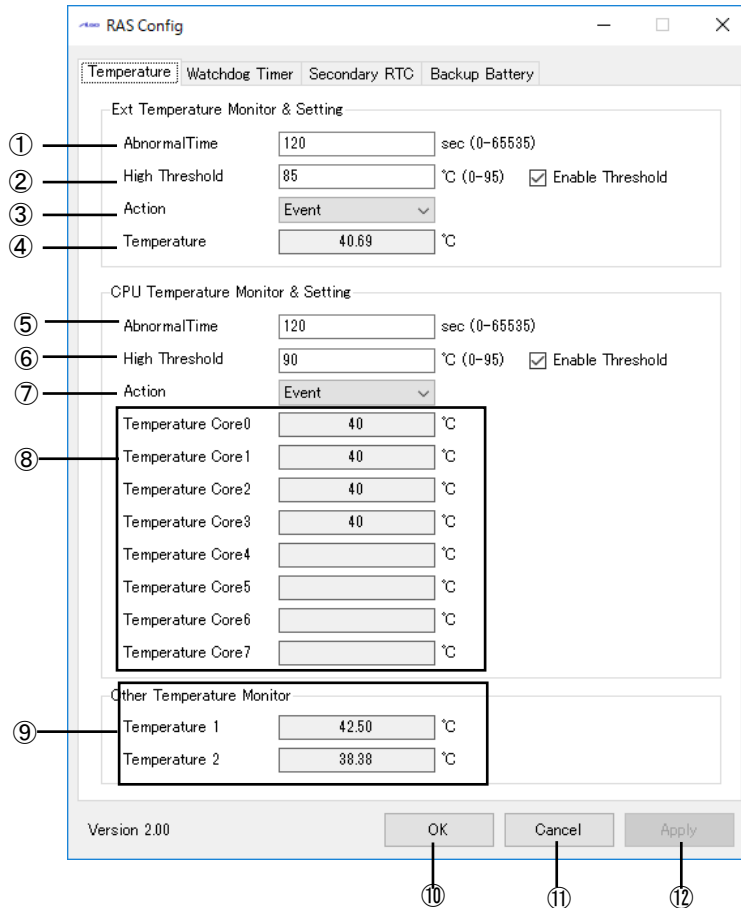 RAS Config
Temperature Watchdog Timer Secondary RTC Backup Battery
Ext Temperature Monitor & Setting
① AbnormalTime 120 sec (0-65535)
② High Threshold 85 ℃ (0-95) Enable Threshold
③ Action Event
④ Temperature 40.69 ℃
CPU Temperature Monitor & Setting
⑤ AbnormalTime 120 sec (0-65535)
⑥ High Threshold 90 ℃ (0-95) Enable Threshold
⑦ Action Event
Temperature Core0 40 ℃
⑧ Temperature Core1 40 ℃
Temperature Core2 40 ℃
Temperature Core3 40 ℃
Temperature Core4 ℃
Temperature Core5 ℃
Temperature Core6 ℃
Temperature Core7 ℃
Other Temperature Monitor
⑨ Temperature 1 42.50 ℃
Temperature 2 38.38 ℃
Version 2.00 OK Cancel Apply
⑩ ⑪ ⑫